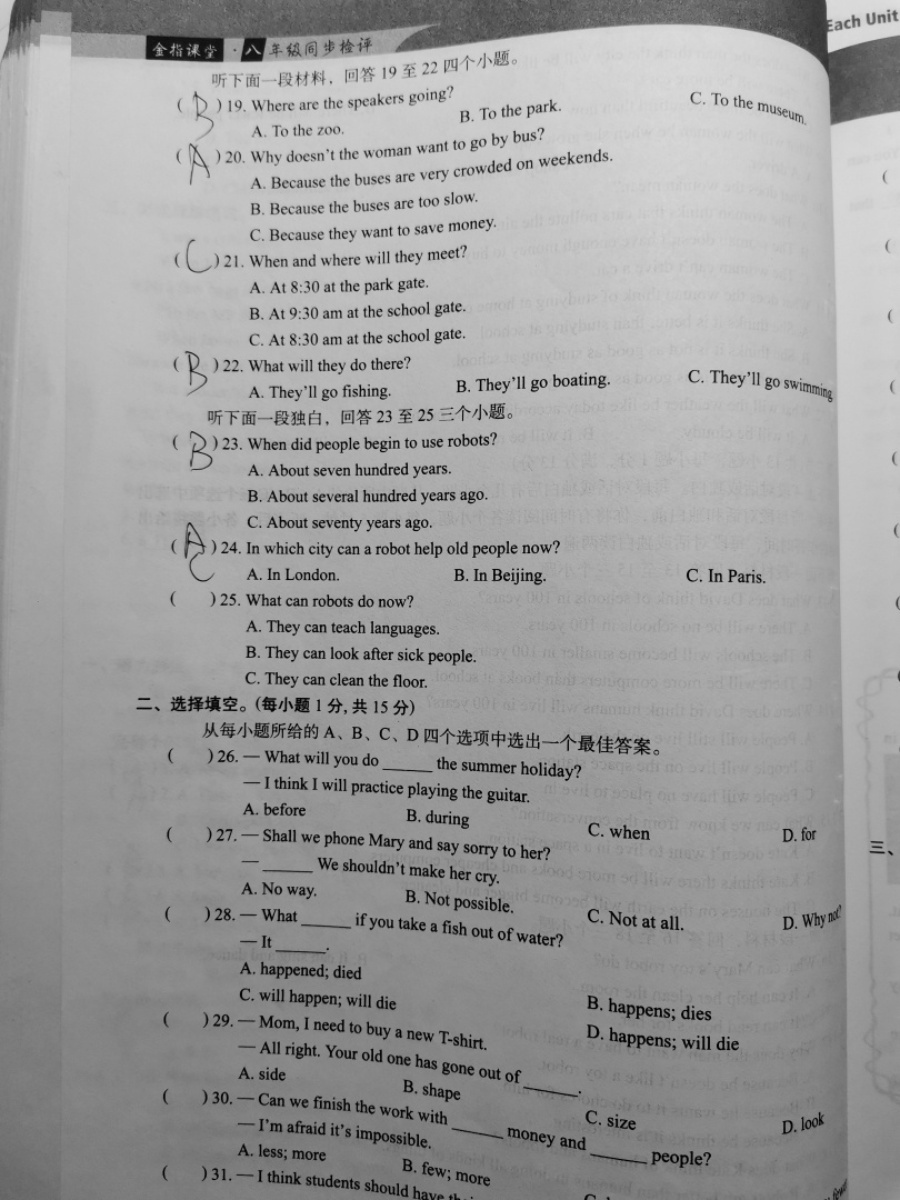 Each Unit
金指课堂·八年级同步检评
听下面一段材料，回答 19 至 22 四个小题。
( B ) 19. Where are the speakers going?
A. To the zoo. B. To the park. C. To the museum.
( A ) 20. Why doesn't the woman want to go by bus?
A. Because the buses are very crowded on weekends.
B. Because the buses are too slow.
C. Because they want to save money.
( C ) 21. When and where will they meet?
A. At 8:30 at the park gate.
B. At 9:30 am at the school gate.
C. At 8:30 am at the school gate.
( B ) 22. What will they do there?
A. They'll go fishing. B. They'll go boating. C. They'll go swimming
听下面一段独白，回答 23 至 25 三个小题。
( B ) 23. When did people begin to use robots?
A. About seven hundred years.
B. About several hundred years ago.
C. About seventy years ago.
( A ) 24. In which city can a robot help old people now?
C
A. In London. B. In Beijing. C. In Paris.
( ) 25. What can robots do now?
A. They can teach languages.
B. They can look after sick people.
C. They can clean the floor.
二、选择填空。(每小题 1 分, 共 15 分)
从每小题所给的 A、B、C、D 四个选项中选出一个最佳答案。
( ) 26. — What will you do ______ the summer holiday?
— I think I will practice playing the guitar.
A. before B. during C. when D. for
( ) 27. — Shall we phone Mary and say sorry to her?
— ______ We shouldn't make her cry.
A. No way. B. Not possible. C. Not at all. D. Why not?
( ) 28. — What ______ if you take a fish out of water?
— It ______.
A. happened; died B. happens; dies
C. will happen; will die D. happens; will die
( ) 29. — Mom, I need to buy a new T-shirt.
— All right. Your old one has gone out of ______.
A. side B. shape C. size D. look
( ) 30. — Can we finish the work with ______ money and ______ people?
— I'm afraid it's impossible.
A. less; more B. few; more
( ) 31. — I think students should have
三、